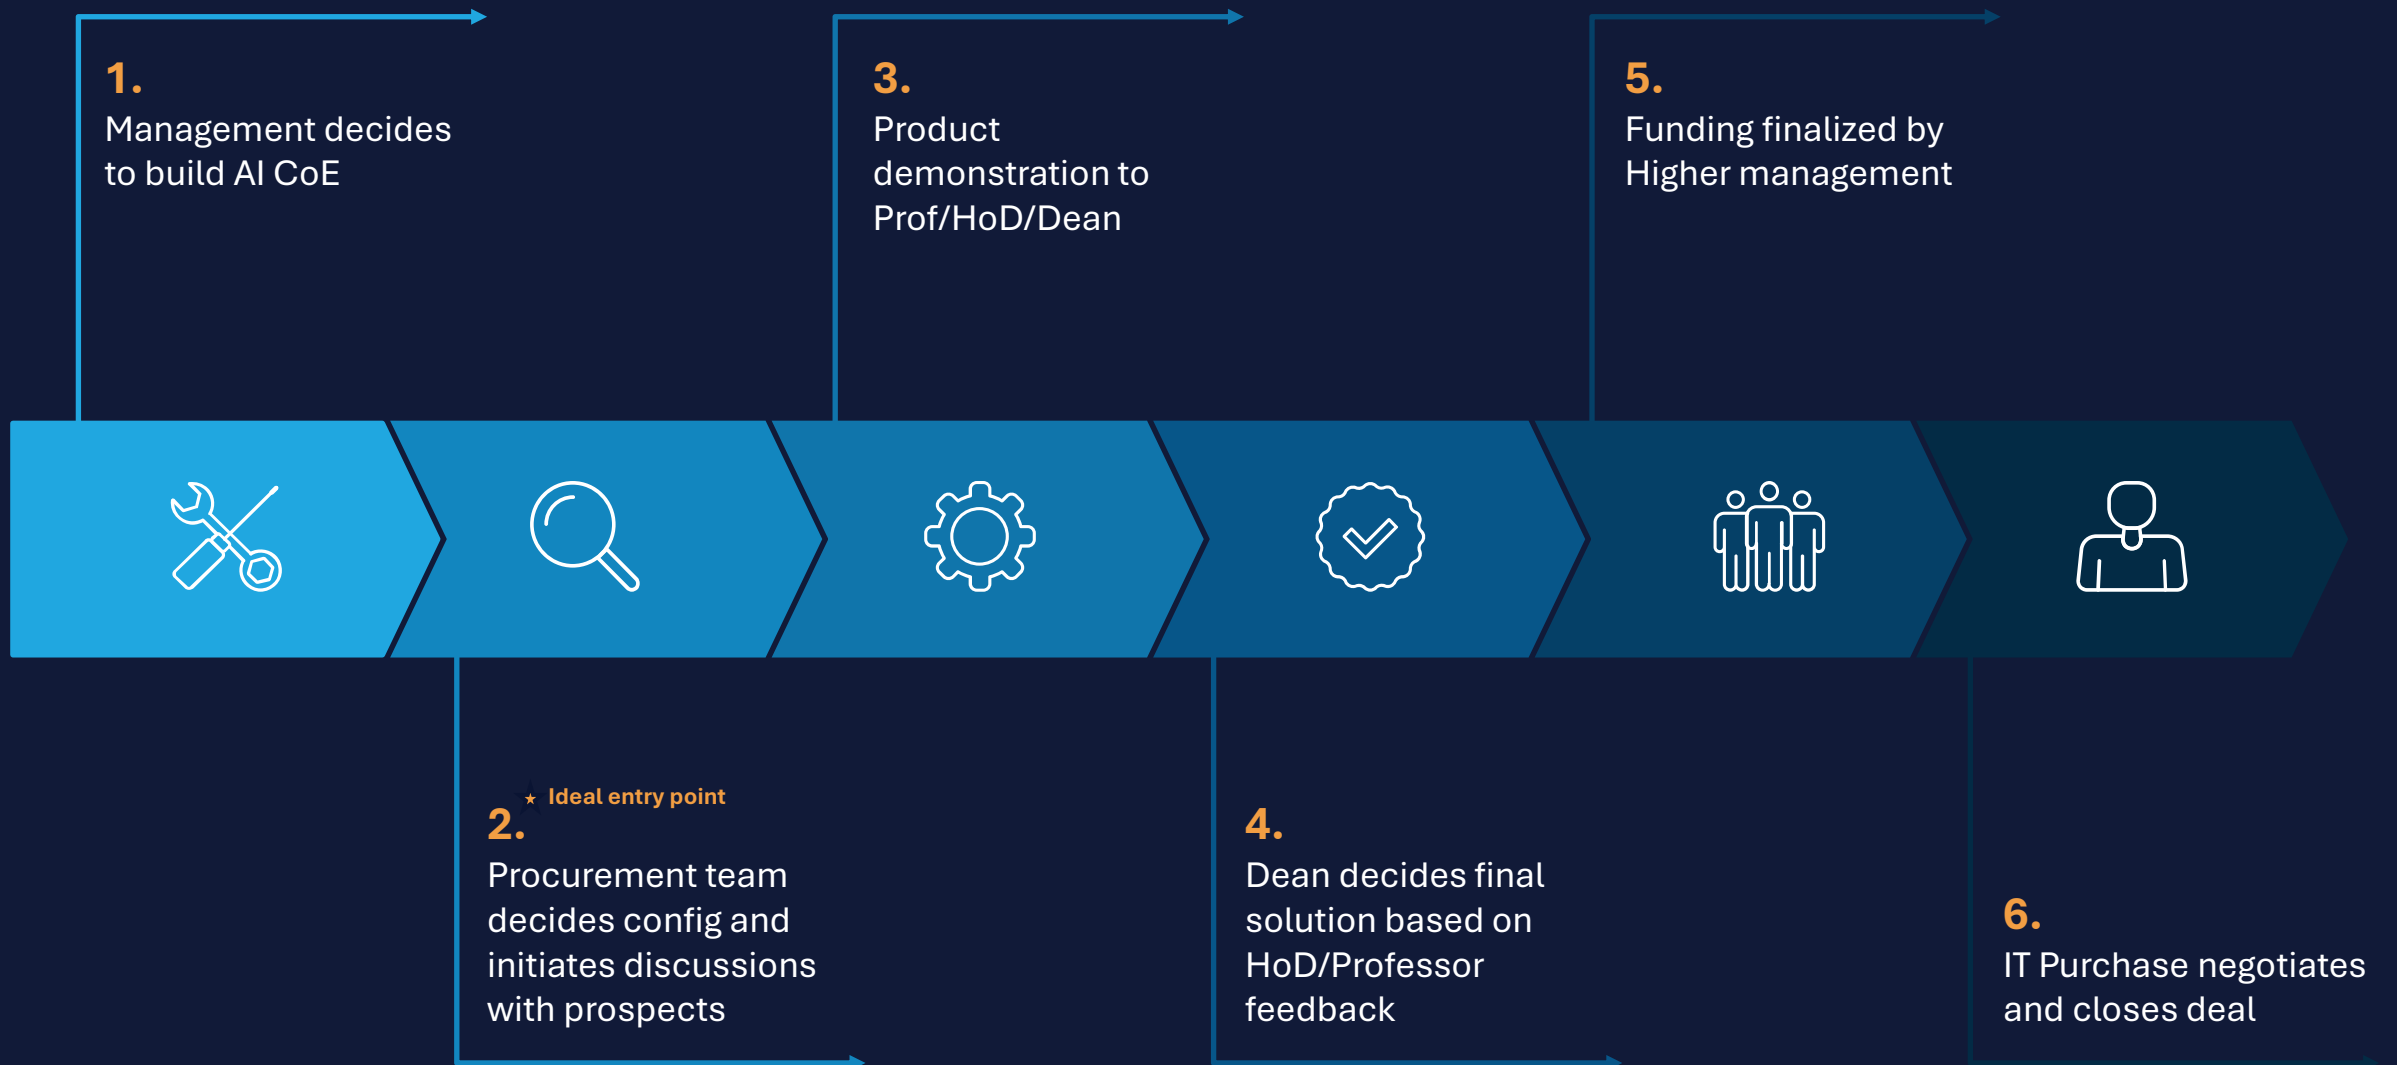 1.
Management decides
to build AI CoE
Ideal entry point
2.
Procurement team
decides config and
initiates discussions
with prospects
3.
Product
demonstration to
Prof/HoD/Dean
4.
Dean decides final
solution based on
HoD/Professor
feedback
5.
Funding finalized by
Higher management
6.
IT Purchase negotiates
and closes deal